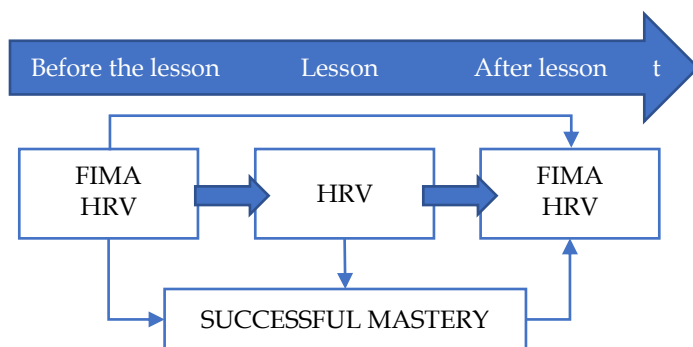 Before the lesson Lesson After lesson t
FIMA
HRV
HRV
FIMA
HRV
SUCCESSFUL MASTERY